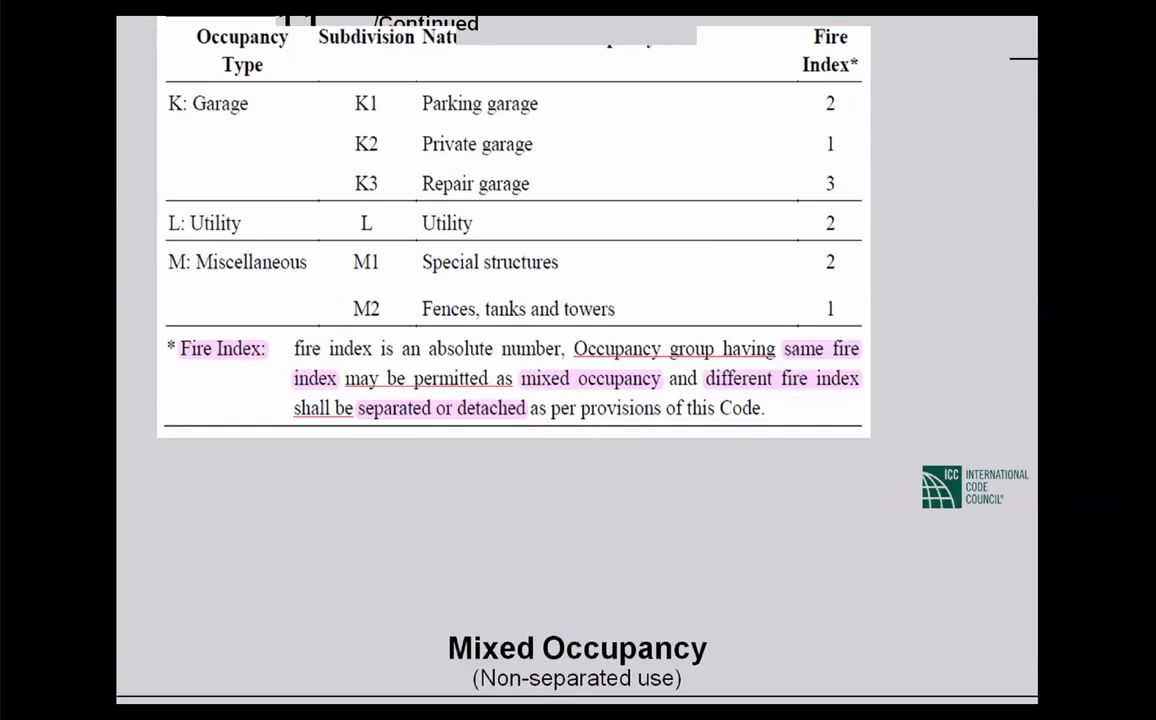 /Continued
Occupancy Subdivision Fire
Type Index*
K: Garage K1 Parking garage 2
K2 Private garage 1
K3 Repair garage 3
L: Utility L Utility 2
M: Miscellaneous M1 Special structures 2
M2 Fences, tanks and towers 1
* Fire Index: fire index is an absolute number, Occupancy group having same fire
index may be permitted as mixed occupancy and different fire index
shall be separated or detached as per provisions of this Code.
ICC INTERNATIONAL
CODE
COUNCIL®
Mixed Occupancy
(Non-separated use)